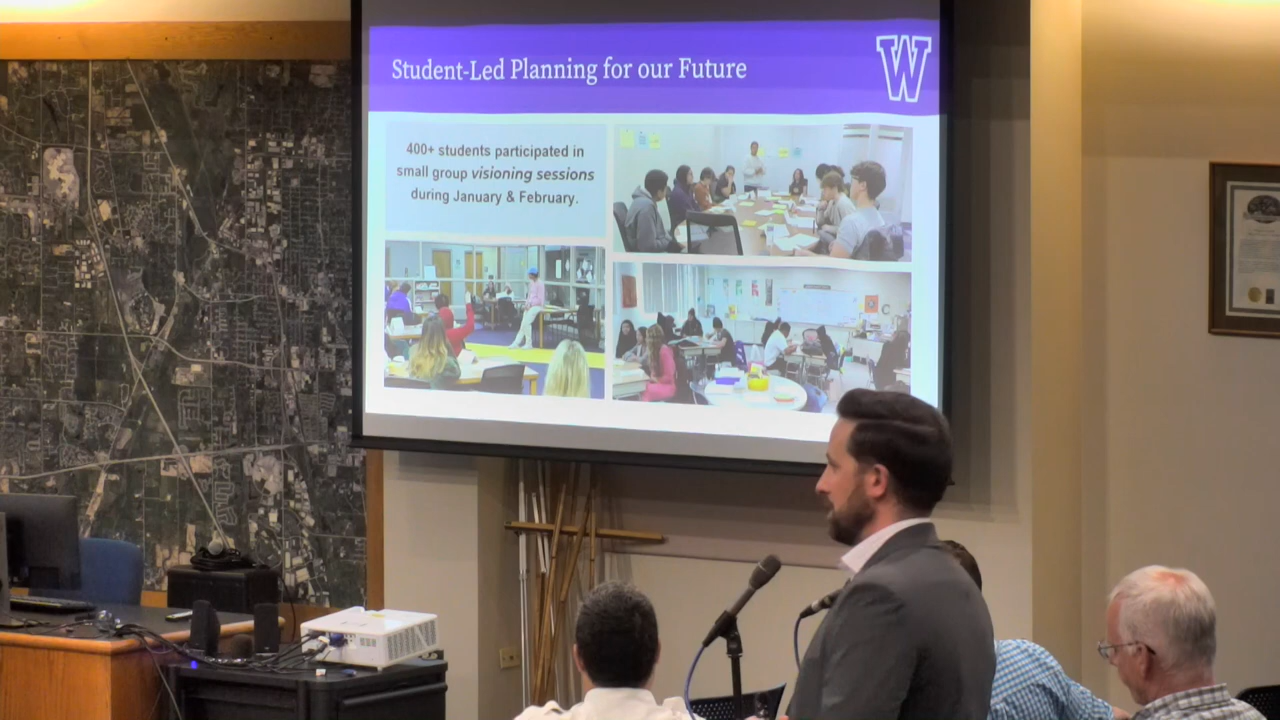 Student-Led Planning for our Future
W
400+ students participated in
small group visioning sessions
during January & February.